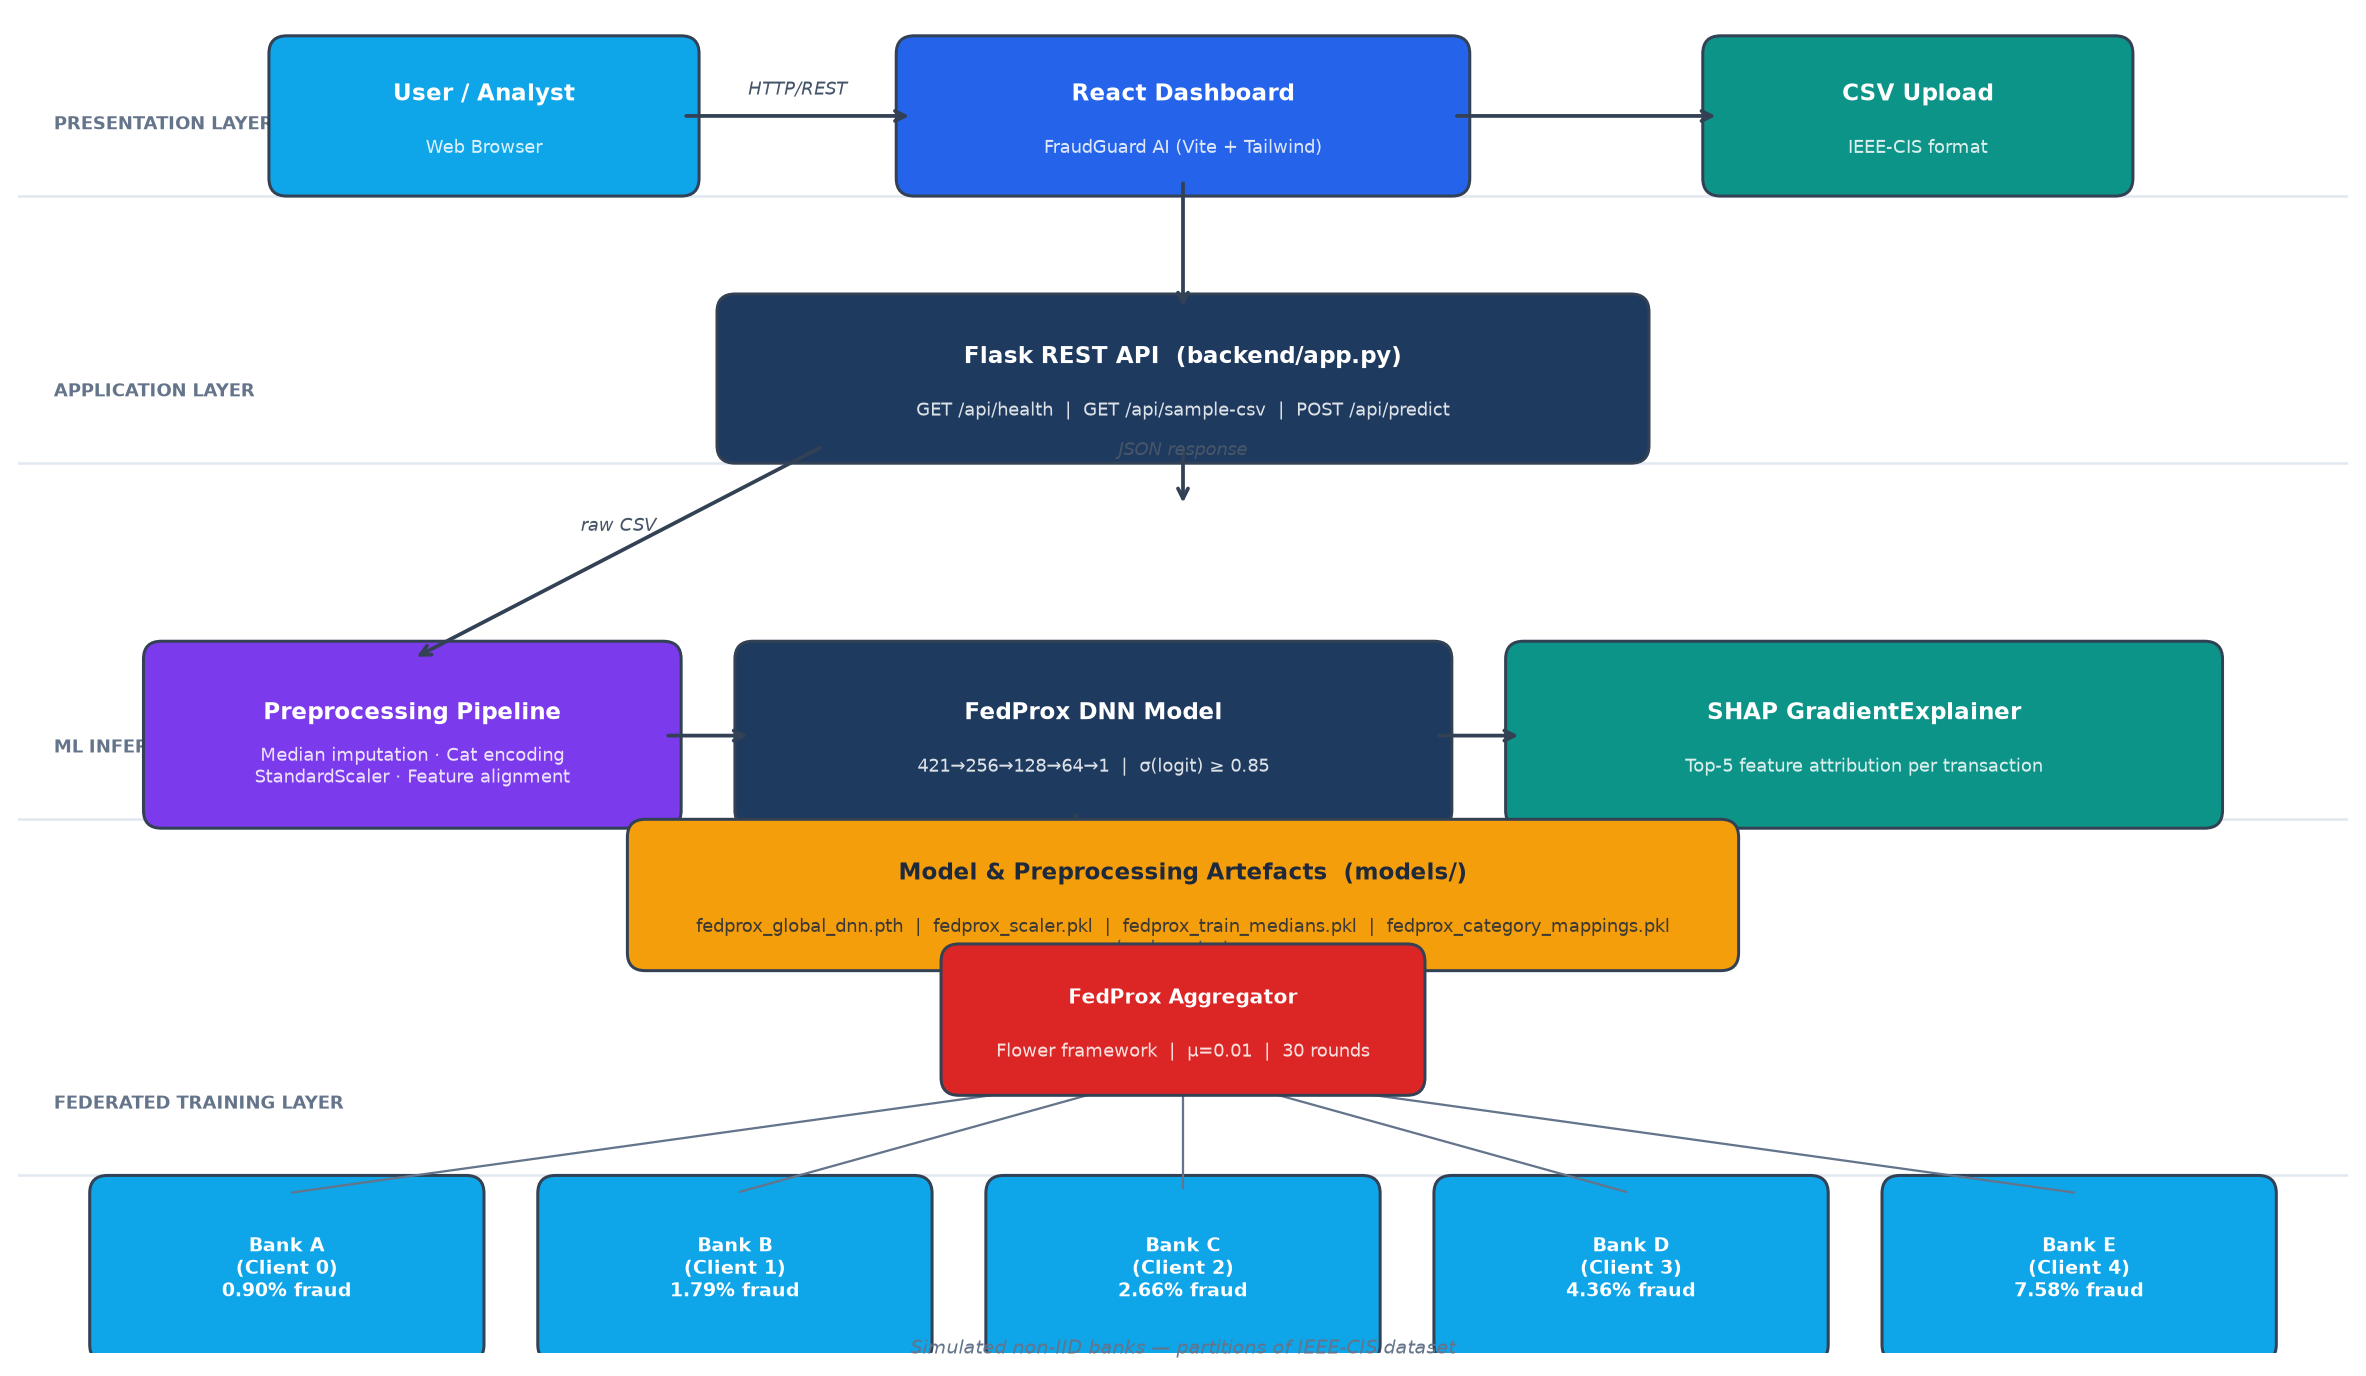 User / Analyst
Web Browser
HTTP/REST
React Dashboard
FraudGuard AI (Vite + Tailwind)
CSV Upload
IEEE-CIS format
PRESENTATION LAYER
Flask REST API  (backend/app.py)
GET /api/health  |  GET /api/sample-csv  |  POST /api/predict
JSON response
APPLICATION LAYER
raw CSV
Preprocessing Pipeline
Median imputation · Cat encoding
StandardScaler · Feature alignment
FedProx DNN Model
421→256→128→64→1  |  σ(logit) ≥ 0.85
SHAP GradientExplainer
Top-5 feature attribution per transaction
ML INFER
Model & Preprocessing Artefacts  (models/)
fedprox_global_dnn.pth  |  fedprox_scaler.pkl  |  fedprox_train_medians.pkl  |  fedprox_category_mappings.pkl
FedProx Aggregator
Flower framework  |  μ=0.01  |  30 rounds
FEDERATED TRAINING LAYER
Bank A
(Client 0)
0.90% fraud
Bank B
(Client 1)
1.79% fraud
Bank C
(Client 2)
2.66% fraud
Bank D
(Client 3)
4.36% fraud
Bank E
(Client 4)
7.58% fraud
Simulated non-IID banks — partitions of IEEE-CIS dataset